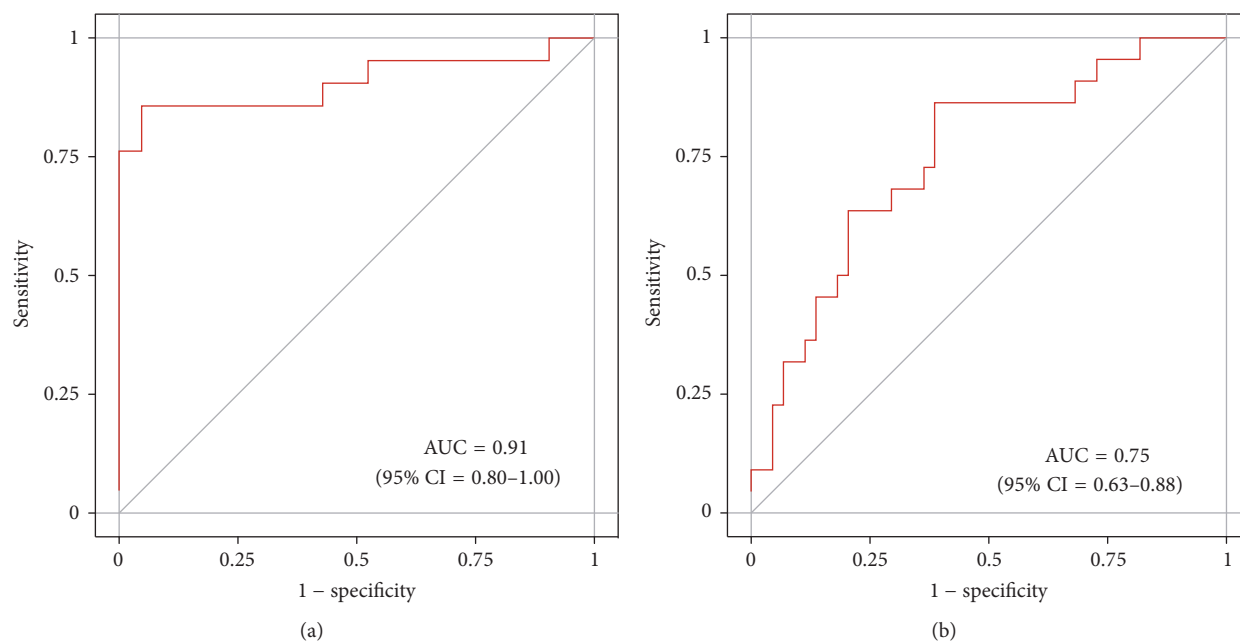 1
0.75
0.5
0.25
0
Sensitivity
AUC = 0.91
(95% CI = 0.80–1.00)
0
0.25
0.5
0.75
1
1 − specificity
(a)
1
0.75
0.5
0.25
0
Sensitivity
AUC = 0.75
(95% CI = 0.63–0.88)
0
0.25
0.5
0.75
1
1 − specificity
(b)